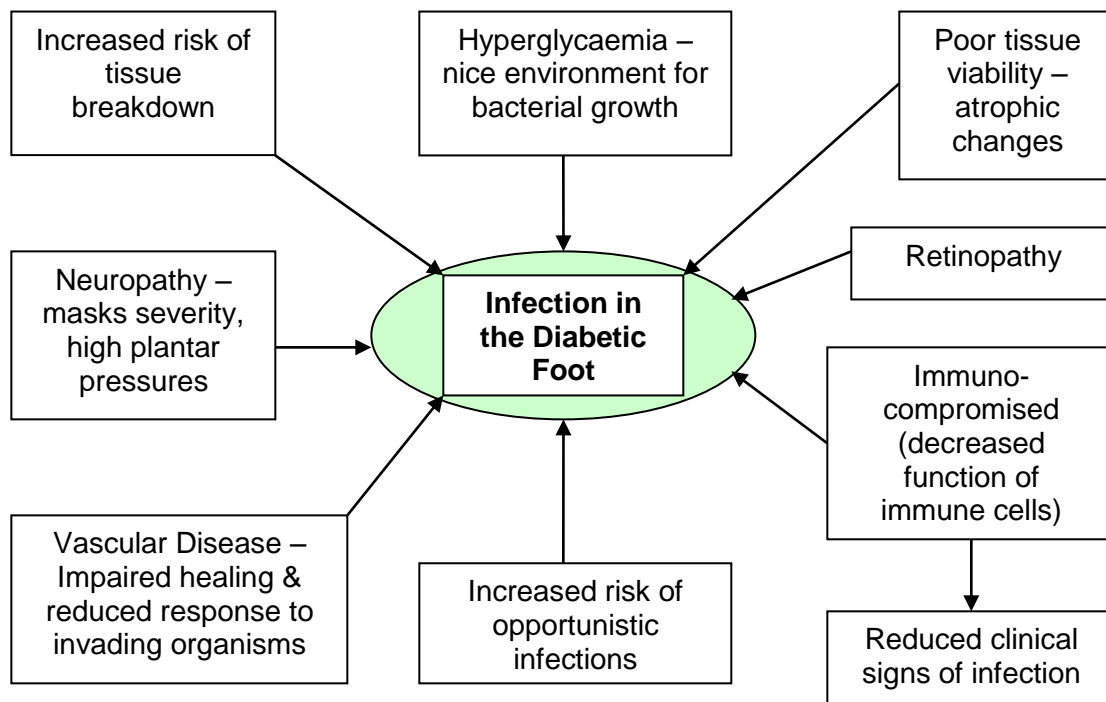 Increased risk of
tissue
breakdown
Hyperglycaemia –
nice environment for
bacterial growth
Poor tissue
viability –
atrophic
changes
Neuropathy –
masks severity,
high plantar
pressures
Infection in
the Diabetic
Foot
Retinopathy
Immuno-
compromised
(decreased
function of
immune cells)
Vascular Disease –
Impaired healing &
reduced response to
invading organisms
Increased risk of
opportunistic
infections
Reduced clinical
signs of infection